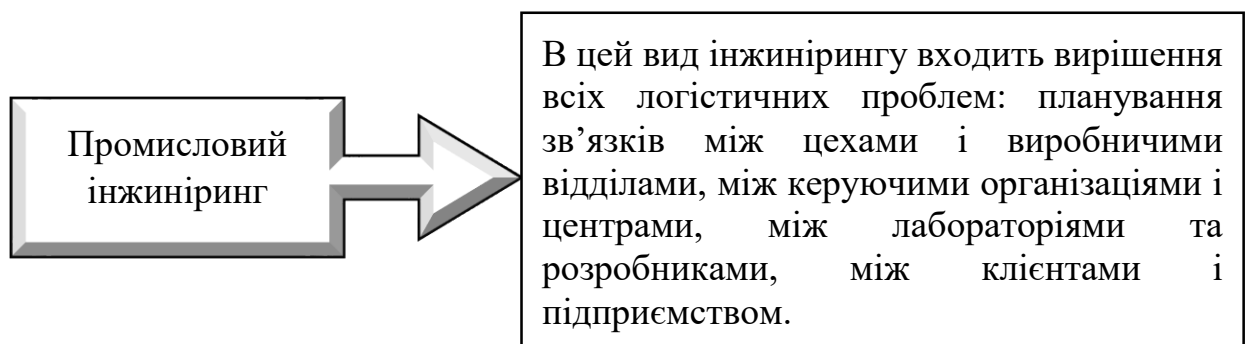 Промисловий
інжиніринг
В цей вид інжинірингу входить вирішення
всіх логістичних проблем: планування
зв’язків між цехами і виробничими
відділами, між керуючими організаціями і
центрами, між лабораторіями та
розробниками, між клієнтами і
підприємством.